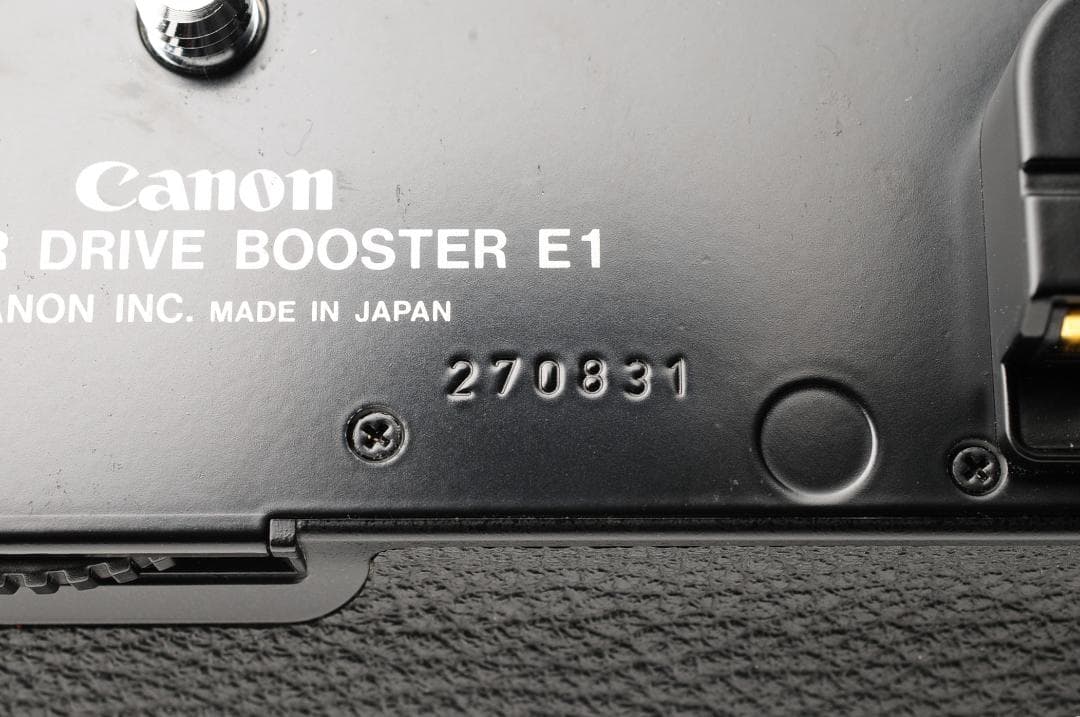 Canon
R DRIVE BOOSTER E1
ANON INC. MADE IN JAPAN
270831